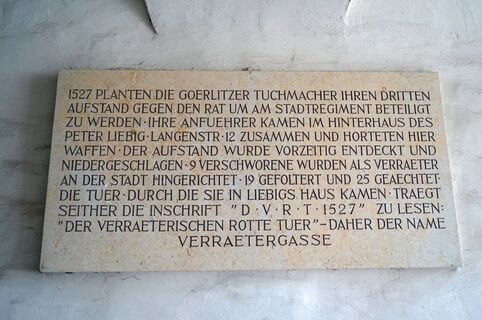 1527 PLANTEN DIE GOERLITZER TUCHMACHER IHREN DRITTEN
AUFSTAND GEGEN DEN RAT UM AM STADTREGIMENT BETEILIGT
ZU WERDEN · IHRE ANFUEHRER KAMEN IM HINTERHAUS DES
PETER LIEBIG · LANGENSTR · 12 ZUSAMMEN UND HORTETEN HIER
WAFFEN · DER AUFSTAND WURDE VORZEITIG ENTDECKT UND
NIEDERGESCHLAGEN · 9 VERSCHWORENE WURDEN ALS VERRAETER
AN DER STADT HINGERICHTET · 19 GEFOLTERT UND 25 GEAECHTET ·
DIE TUER · DURCH DIE SIE IN LIEBIGS HAUS KAMEN · TRAEGT
SEITHER DIE INSCHRIFT "D · V · R · T · 1527" ZU LESEN:
"DER VERRAETERISCHEN ROTTE TUER" – DAHER DER NAME
VERRAETERGASSE